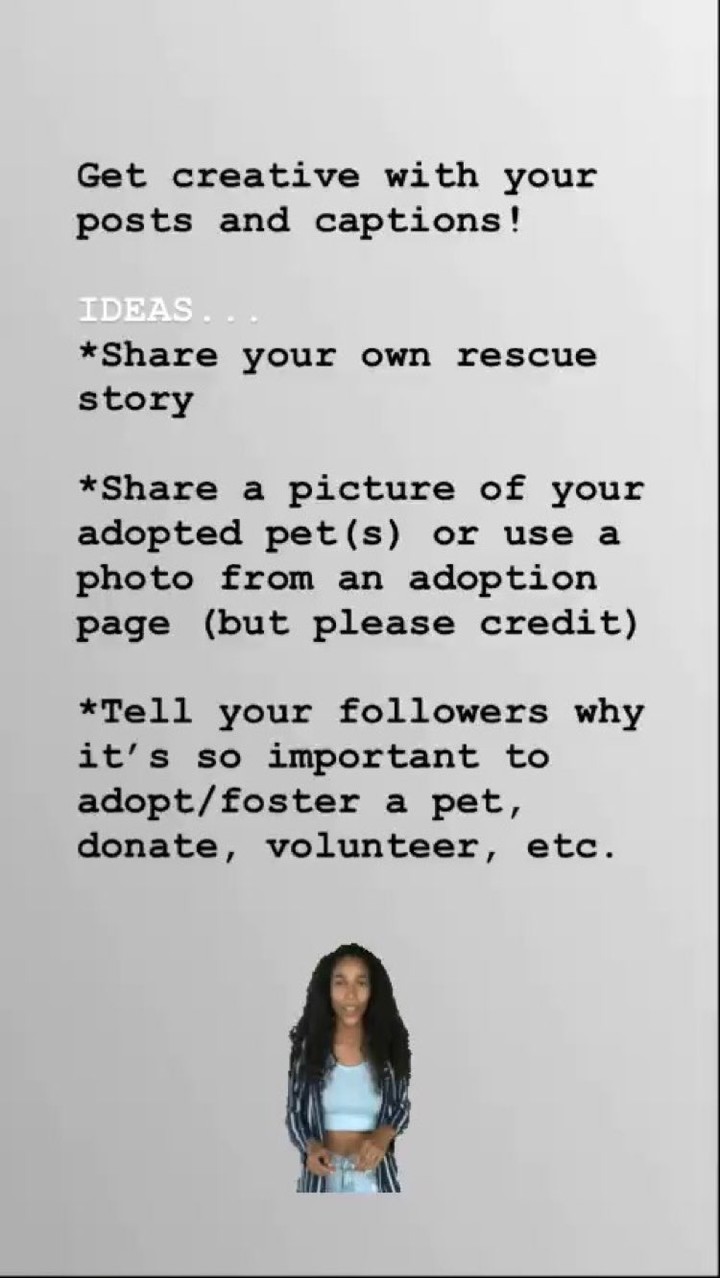 Get creative with your
posts and captions!
IDEAS...
*Share your own rescue
story
*Share a picture of your
adopted pet(s) or use a
photo from an adoption
page (but please credit)
*Tell your followers why
it’s so important to
adopt/foster a pet,
donate, volunteer, etc.